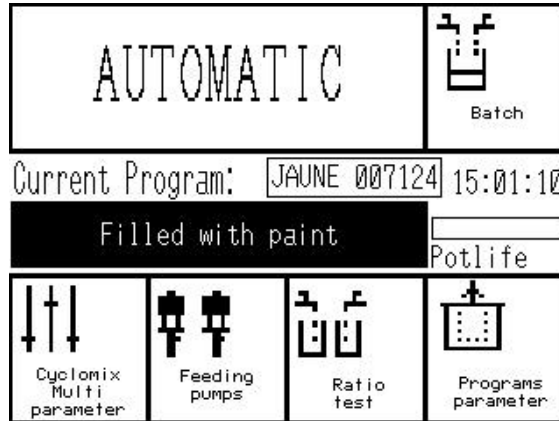 AUTOMATIC
Batch
Current Program: JAUNE 007124 15:01:10
Filled with paint
Potlife
Cyclomix
Multi
parameter
Feeding
pumps
Ratio
test
Programs
parameter